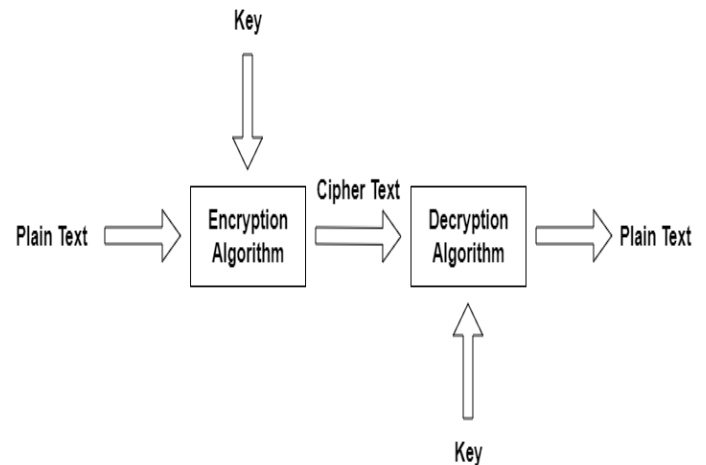 Key
Plain Text
Encryption
Algorithm
Cipher Text
Decryption
Algorithm
Plain Text
Key